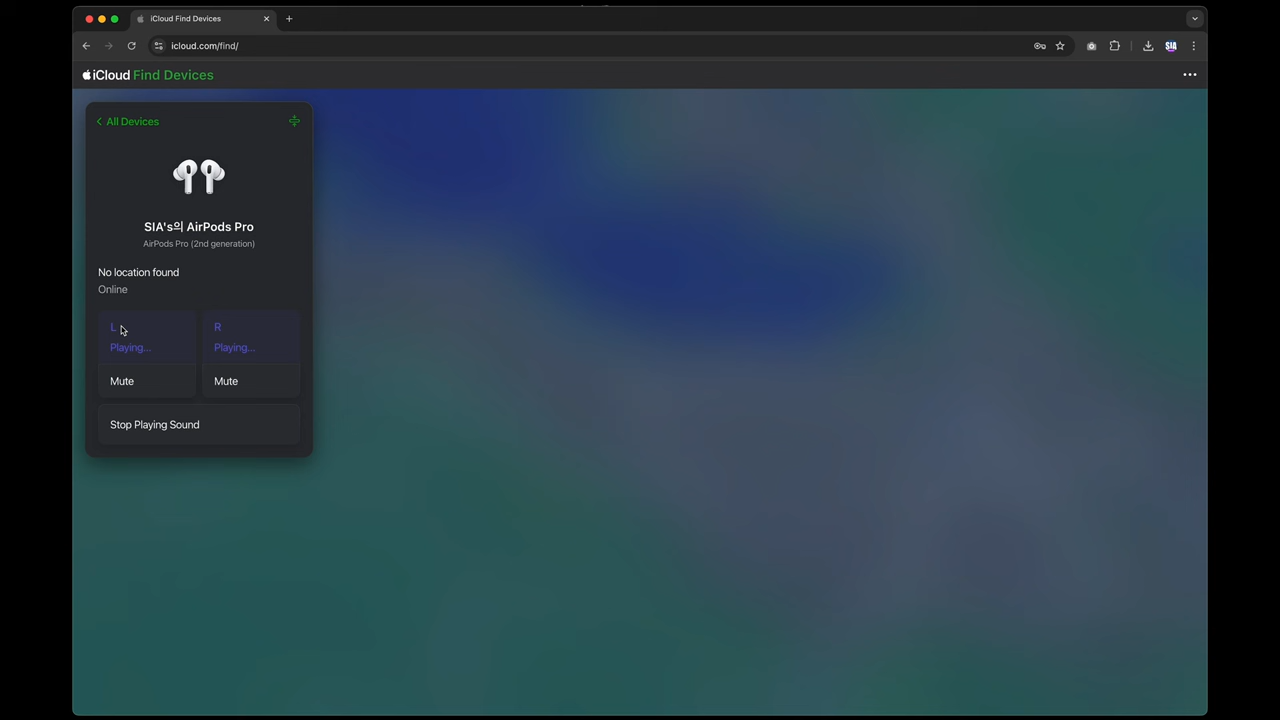 iCloud Find Devices
icloud.com/find/
SIA
iCloud Find Devices
All Devices
SIA's의 AirPods Pro
AirPods Pro (2nd generation)
No location found
Online
L
R
Playing...
Playing...
Mute
Mute
Stop Playing Sound